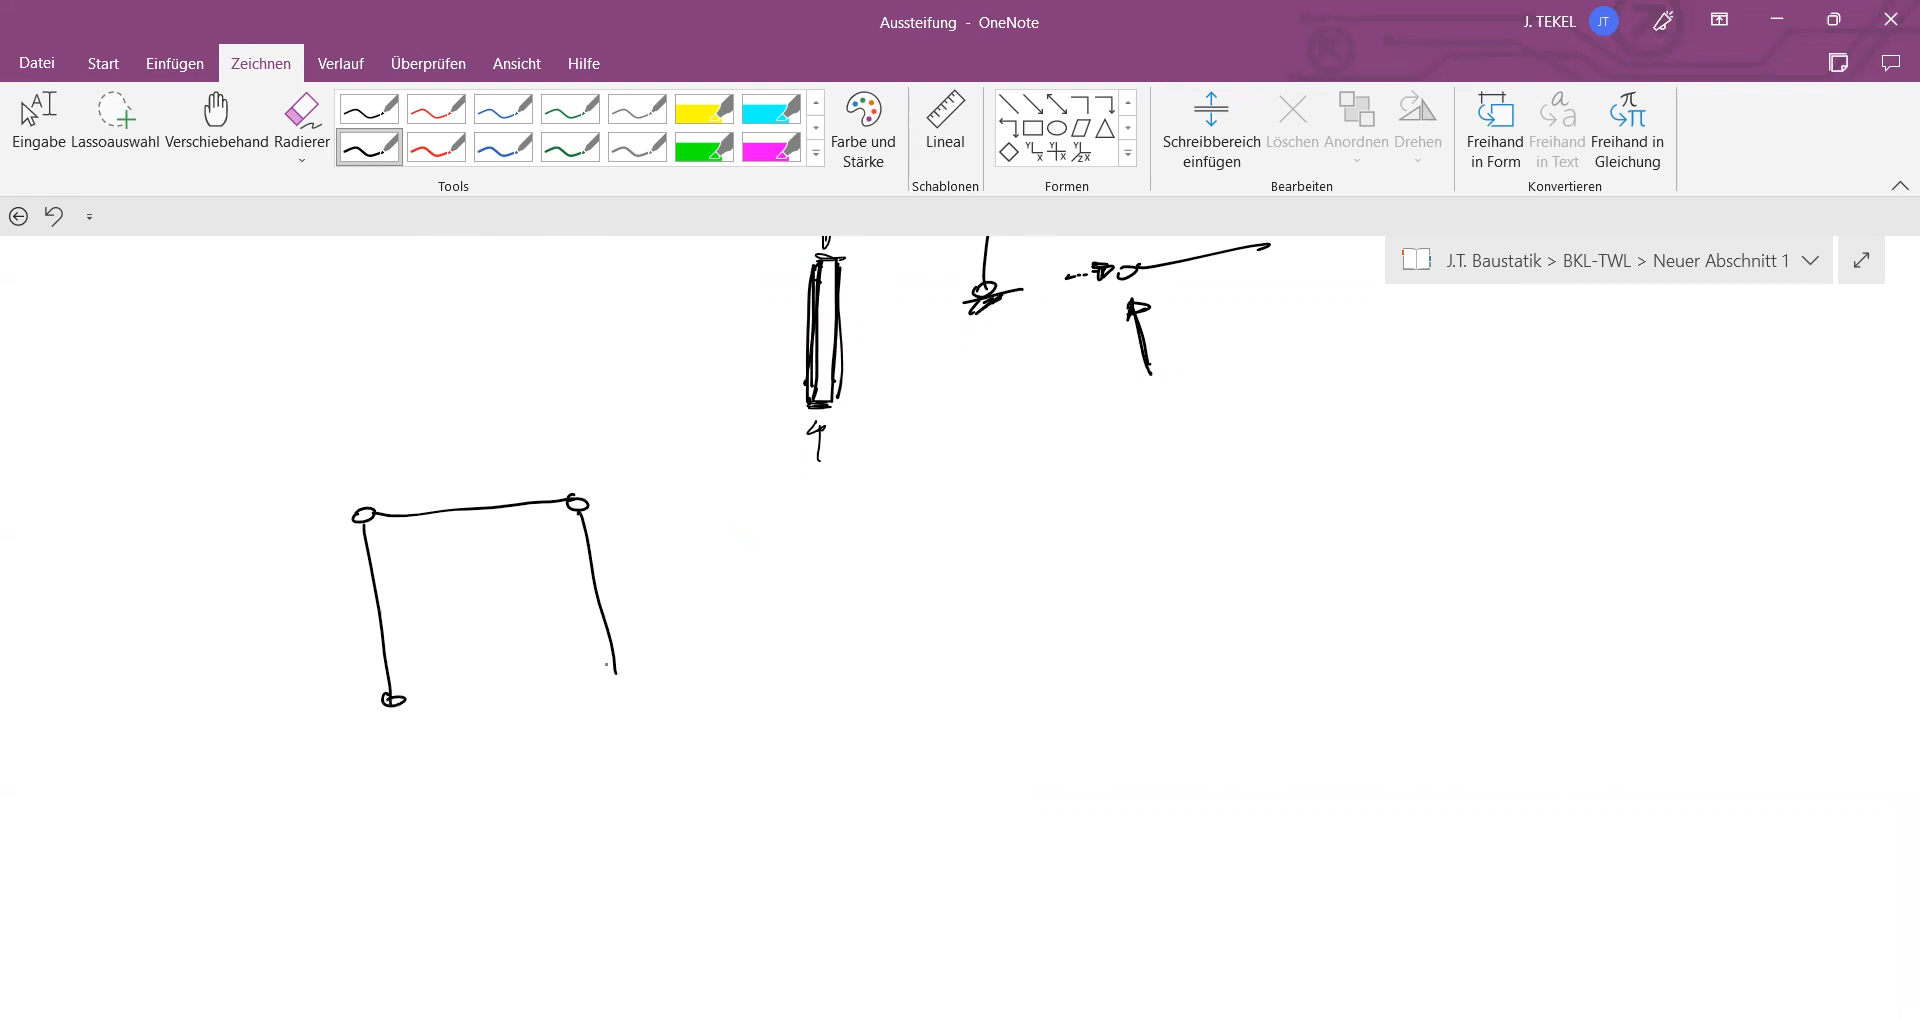 Aussteifung - OneNote
J. TEKEL
JT
Datei
Start
Einfügen
Zeichnen
Verlauf
Überprüfen
Ansicht
Hilfe
Eingabe
Lassoauswahl
Verschiebehand
Radierer
Farbe und
Stärke
Lineal
Schreibbereich
einfügen
Löschen
Anordnen
Drehen
Freihand
in Form
Freihand
in Text
Freihand in
Gleichung
Tools
Schablonen
Formen
Bearbeiten
Konvertieren
J.T. Baustatik > BKL-TWL > Neuer Abschnitt 1